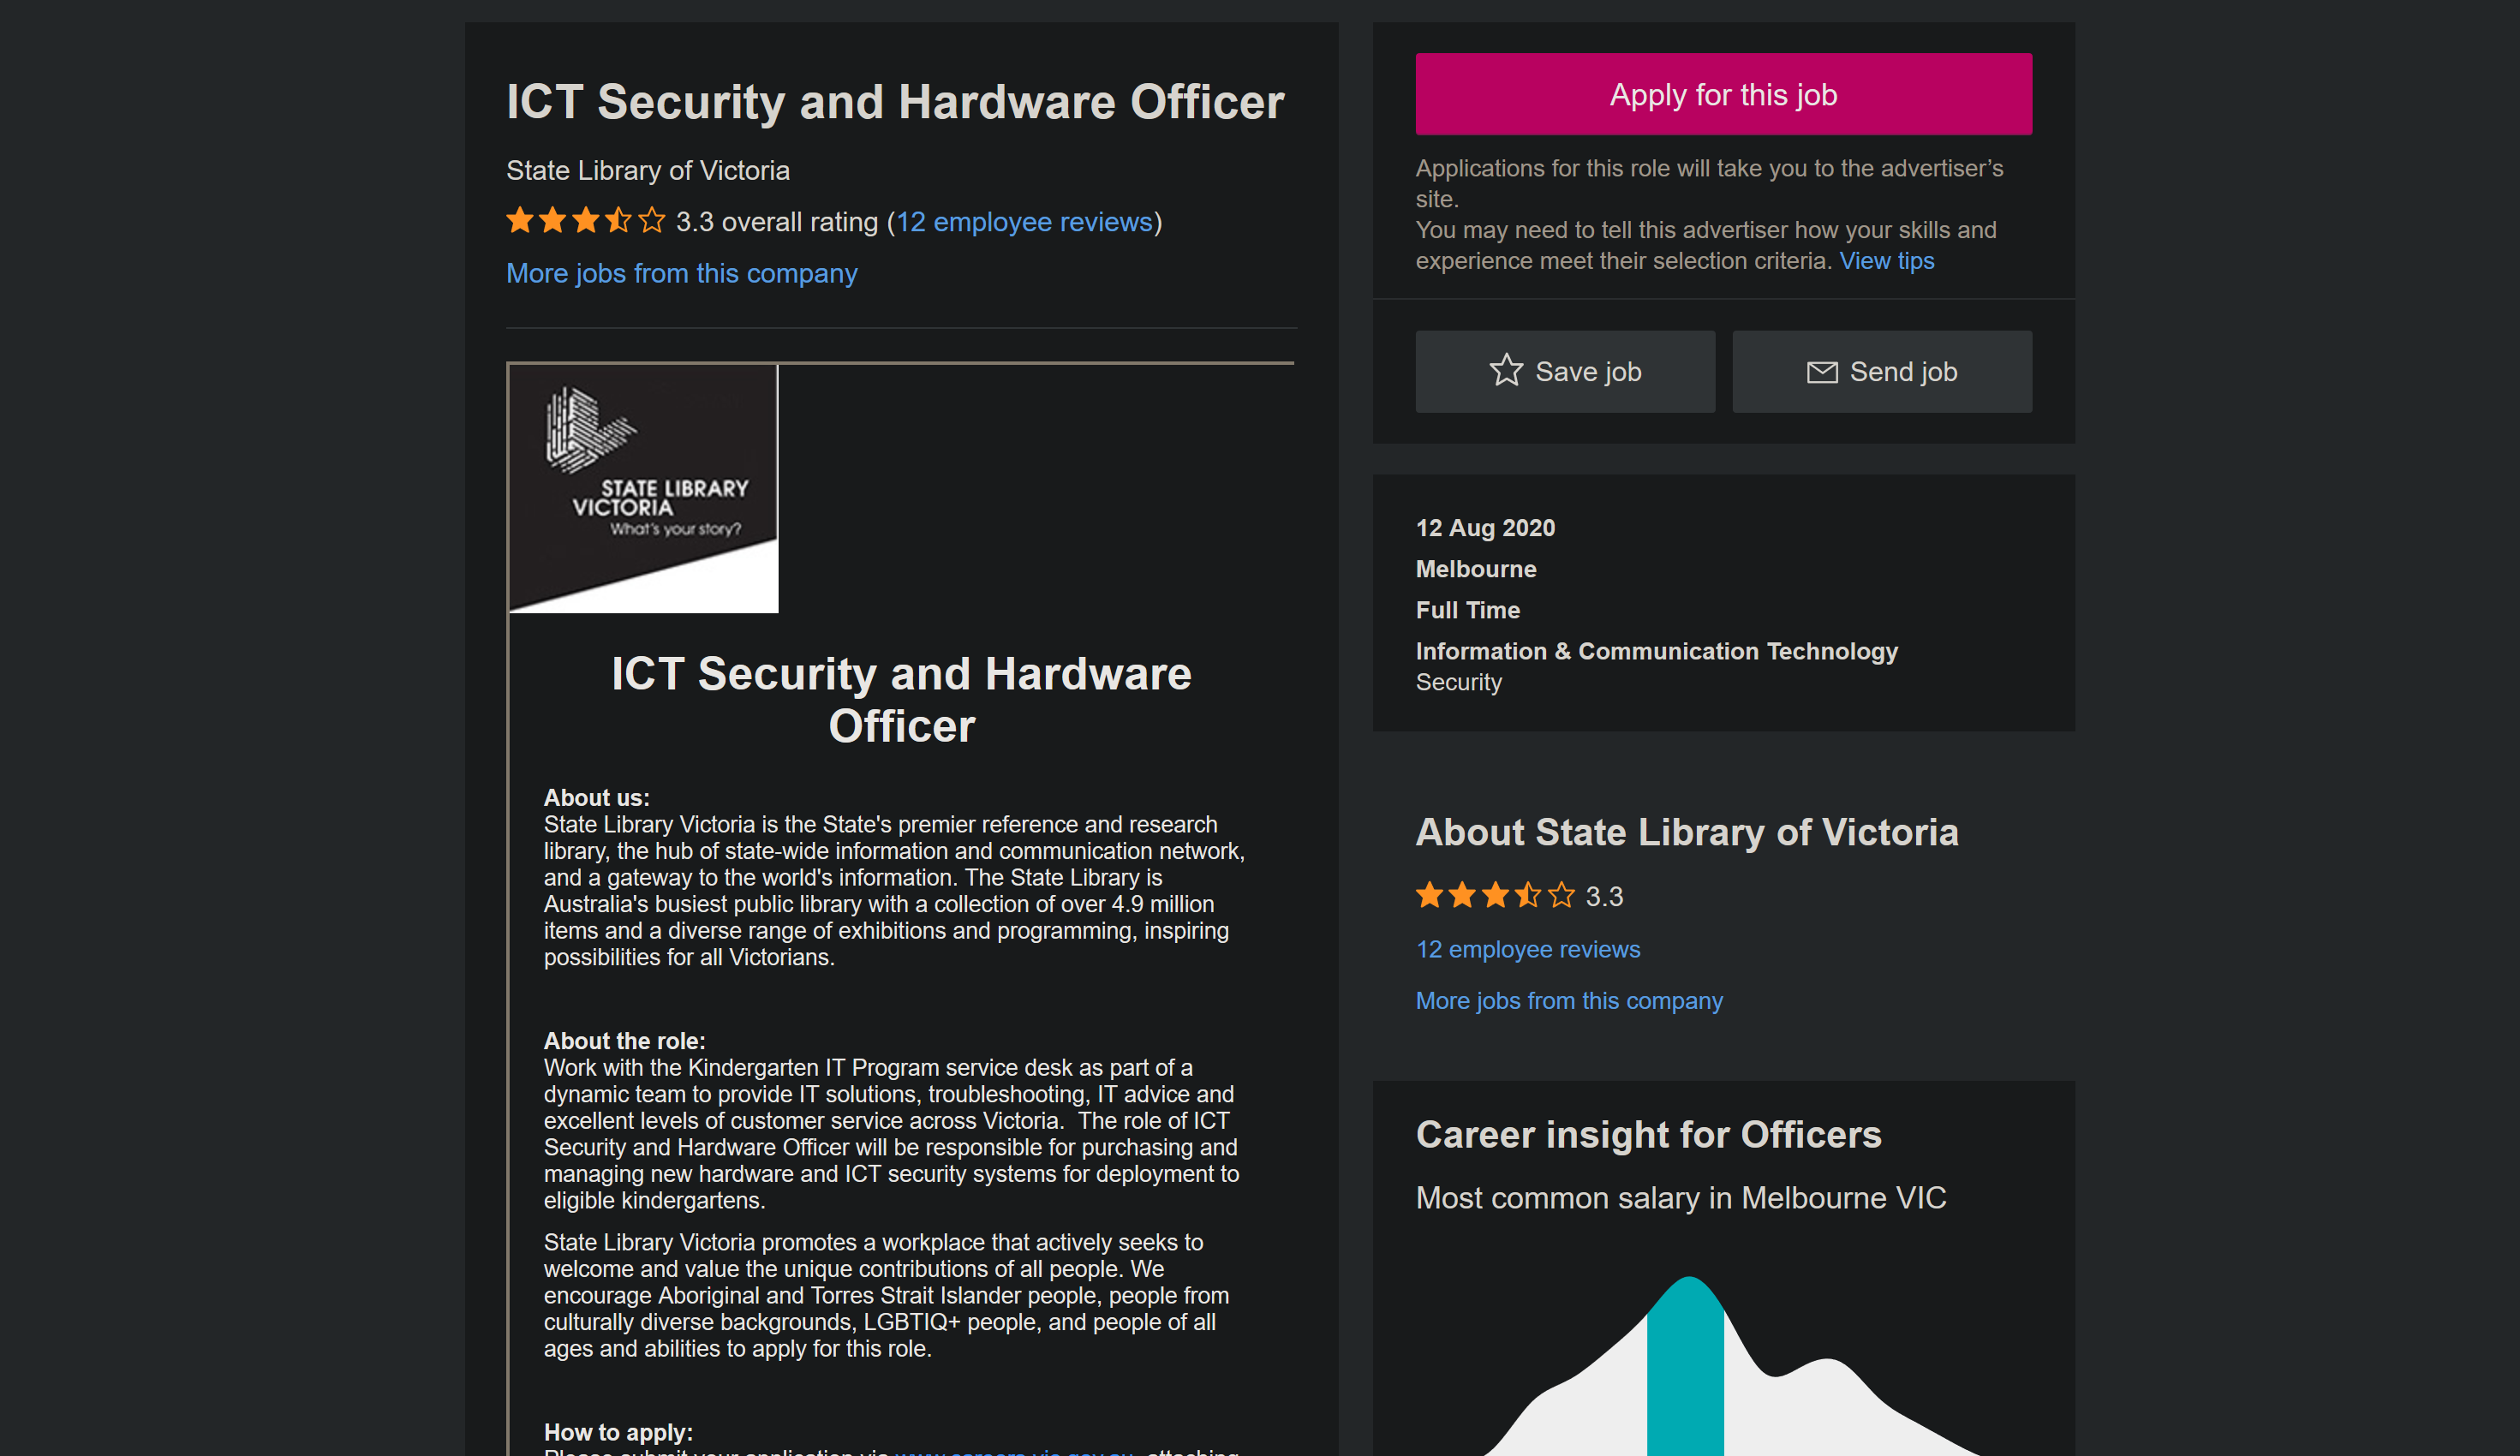 ICT Security and Hardware Officer
State Library of Victoria
3.3 overall rating (12 employee reviews)
More jobs from this company
STATE LIBRARY
VICTORIA
What's your story?
ICT Security and Hardware
Officer
About us:
State Library Victoria is the State's premier reference and research
library, the hub of state-wide information and communication network,
and a gateway to the world's information. The State Library is
Australia's busiest public library with a collection of over 4.9 million
items and a diverse range of exhibitions and programming, inspiring
possibilities for all Victorians.
About the role:
Work with the Kindergarten IT Program service desk as part of a
dynamic team to provide IT solutions, troubleshooting, IT advice and
excellent levels of customer service across Victoria.  The role of ICT
Security and Hardware Officer will be responsible for purchasing and
managing new hardware and ICT security systems for deployment to
eligible kindergartens.
State Library Victoria promotes a workplace that actively seeks to
welcome and value the unique contributions of all people. We
encourage Aboriginal and Torres Strait Islander people, people from
culturally diverse backgrounds, LGBTIQ+ people, and people of all
ages and abilities to apply for this role.
How to apply:
Please submit your application via www.careers.vic.gov.au, attaching
Apply for this job
Applications for this role will take you to the advertiser’s
site.
You may need to tell this advertiser how your skills and
experience meet their selection criteria. View tips
Save job
Send job
12 Aug 2020
Melbourne
Full Time
Information & Communication Technology
Security
About State Library of Victoria
3.3
12 employee reviews
More jobs from this company
Career insight for Officers
Most common salary in Melbourne VIC